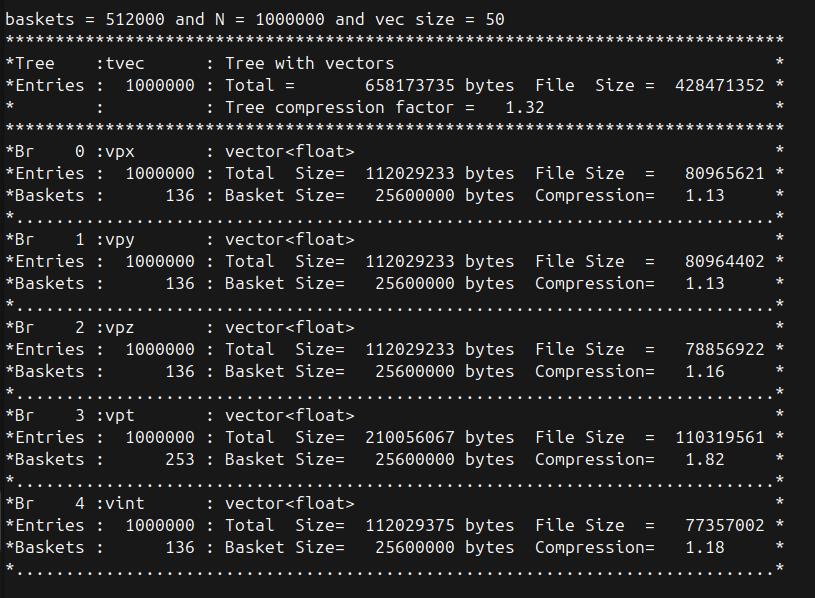 baskets = 512000 and N = 1000000 and vec size = 50
******************************************************************************
*Tree    :tvec      : Tree with vectors                                      *
*Entries :  1000000 : Total =       658173735 bytes  File  Size =  428471352 *
*        :          : Tree compression factor =   1.32                       *
******************************************************************************
*Br    0 :vpx       : vector<float>                                          *
*Entries :  1000000 : Total  Size=  112029233 bytes  File Size  =   80965621 *
*Baskets :      136 : Basket Size=   25600000 bytes  Compression=   1.13     *
*............................................................................*
*Br    1 :vpy       : vector<float>                                          *
*Entries :  1000000 : Total  Size=  112029233 bytes  File Size  =   80964402 *
*Baskets :      136 : Basket Size=   25600000 bytes  Compression=   1.13     *
*............................................................................*
*Br    2 :vpz       : vector<float>                                          *
*Entries :  1000000 : Total  Size=  112029233 bytes  File Size  =   78856922 *
*Baskets :      136 : Basket Size=   25600000 bytes  Compression=   1.16     *
*............................................................................*
*Br    3 :vpt       : vector<float>                                          *
*Entries :  1000000 : Total  Size=  210056067 bytes  File Size  =  110319561 *
*Baskets :      253 : Basket Size=   25600000 bytes  Compression=   1.82     *
*............................................................................*
*Br    4 :vint      : vector<float>                                          *
*Entries :  1000000 : Total  Size=  112029375 bytes  File Size  =   77357002 *
*Baskets :      136 : Basket Size=   25600000 bytes  Compression=   1.18     *
*............................................................................*